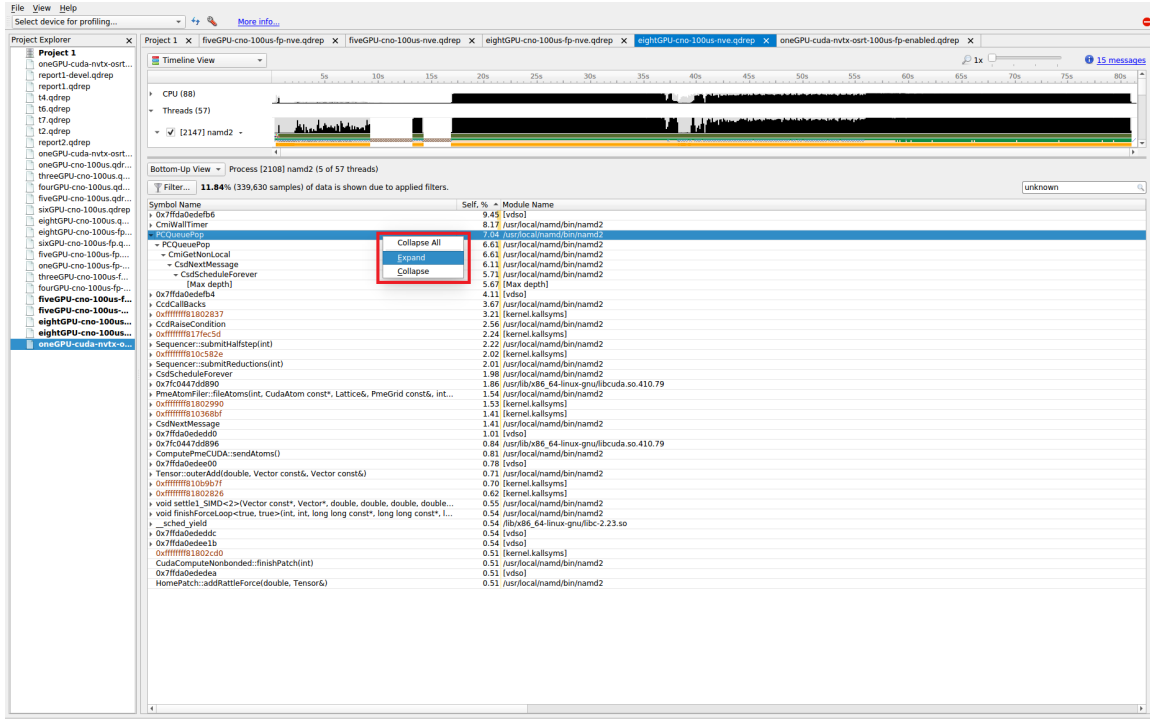 File View Help
Select device for profiling... More info...
Project Explorer
Project 1
oneGPU-cuda-nvtx-osrt...
report1-devel.qdrep
report1.qdrep
t4.qdrep
t6.qdrep
t7.qdrep
t2.qdrep
report2.qdrep
oneGPU-cuda-nvtx-osrt...
oneGPU-cno-100us.qdr...
threeGPU-cno-100us.q...
fourGPU-cno-100us.qd...
fiveGPU-cno-100us.qdr...
sixGPU-cno-100us.qdrep
eightGPU-cno-100us.q...
eightGPU-cno-100us-fp...
sixGPU-cno-100us-fp.q...
fiveGPU-cno-100us-fp....
oneGPU-cno-100us-fp-...
threeGPU-cno-100us-f...
fourGPU-cno-100us-fp-...
fiveGPU-cno-100us-f...
fiveGPU-cno-100us-...
eightGPU-cno-100us...
eightGPU-cno-100us...
oneGPU-cuda-nvtx-o...
Project 1 fiveGPU-cno-100us-fp-nve.qdrep fiveGPU-cno-100us-nve.qdrep eightGPU-cno-100us-fp-nve.qdrep eightGPU-cno-100us-nve.qdrep oneGPU-cuda-nvtx-osrt-100us-fp-enabled.qdrep
Timeline View 1x 15 messages
5s 10s 15s 20s 25s 30s 35s 40s 45s 50s 55s 60s 65s 70s 75s 80s
CPU (88)
Threads (57)
[2147] namd2
Bottom-Up View Process [2108] namd2 (5 of 57 threads)
Filter... 11.84% (339,630 samples) of data is shown due to applied filters. unknown
Symbol Name Self, % Module Name
0x7ffda0edefb6 9.45 [vdso]
CmiWallTimer 8.17 /usr/local/namd/bin/namd2
PCQueuePop 7.04 /usr/local/namd/bin/namd2
PCQueuePop 6.61 /usr/local/namd/bin/namd2
CmiGetNonLocal 6.61 /usr/local/namd/bin/namd2
CsdNextMessage 6.11 /usr/local/namd/bin/namd2
CsdScheduleForever 5.71 /usr/local/namd/bin/namd2
[Max depth] 5.67 [Max depth]
Collapse All
Expand
Collapse
0x7ffda0edefb4 4.11 [vdso]
CcdCallBacks 3.67 /usr/local/namd/bin/namd2
0xffffffff81802837 3.21 [kernel.kallsyms]
CcdRaiseCondition 2.56 /usr/local/namd/bin/namd2
0xffffffff817fec5d 2.24 [kernel.kallsyms]
Sequencer::submitHalfstep(int) 2.22 /usr/local/namd/bin/namd2
0xffffffff810c582e 2.02 [kernel.kallsyms]
Sequencer::submitReductions(int) 2.01 /usr/local/namd/bin/namd2
CsdScheduleForever 1.98 /usr/local/namd/bin/namd2
0x7fc0447dd890 1.86 /usr/lib/x86_64-linux-gnu/libcuda.so.410.79
PmeAtomFiler::fileAtoms(int, CudaAtom const*, Lattice&, PmeGrid const&, int... 1.54 /usr/local/namd/bin/namd2
0xffffffff81802990 1.53 [kernel.kallsyms]
0xffffffff810368bf 1.41 [kernel.kallsyms]
CsdNextMessage 1.41 /usr/local/namd/bin/namd2
0x7ffda0ededd0 1.01 [vdso]
0x7fc0447dd896 0.84 /usr/lib/x86_64-linux-gnu/libcuda.so.410.79
ComputePmeCUDA::sendAtoms() 0.81 /usr/local/namd/bin/namd2
0x7ffda0edee00 0.78 [vdso]
Tensor::outerAdd(double, Vector const&, Vector const&) 0.71 /usr/local/namd/bin/namd2
0xffffffff810b9b7f 0.70 [kernel.kallsyms]
0xffffffff81802826 0.62 [kernel.kallsyms]
void settle1_SIMD<2>(Vector const*, Vector*, double, double, double, double... 0.55 /usr/local/namd/bin/namd2
void finishForceLoop<true, true>(int, int, long long const*, long long const*, l... 0.54 /usr/local/namd/bin/namd2
__sched_yield 0.54 /lib/x86_64-linux-gnu/libc-2.23.so
0x7ffda0ededdc 0.54 [vdso]
0x7ffda0edee1b 0.54 [vdso]
0xffffffff81802cd0 0.51 [kernel.kallsyms]
CudaComputeNonbonded::finishPatch(int) 0.51 /usr/local/namd/bin/namd2
0x7ffda0ededea 0.51 [vdso]
HomePatch::addRattleForce(double, Tensor&) 0.51 /usr/local/namd/bin/namd2